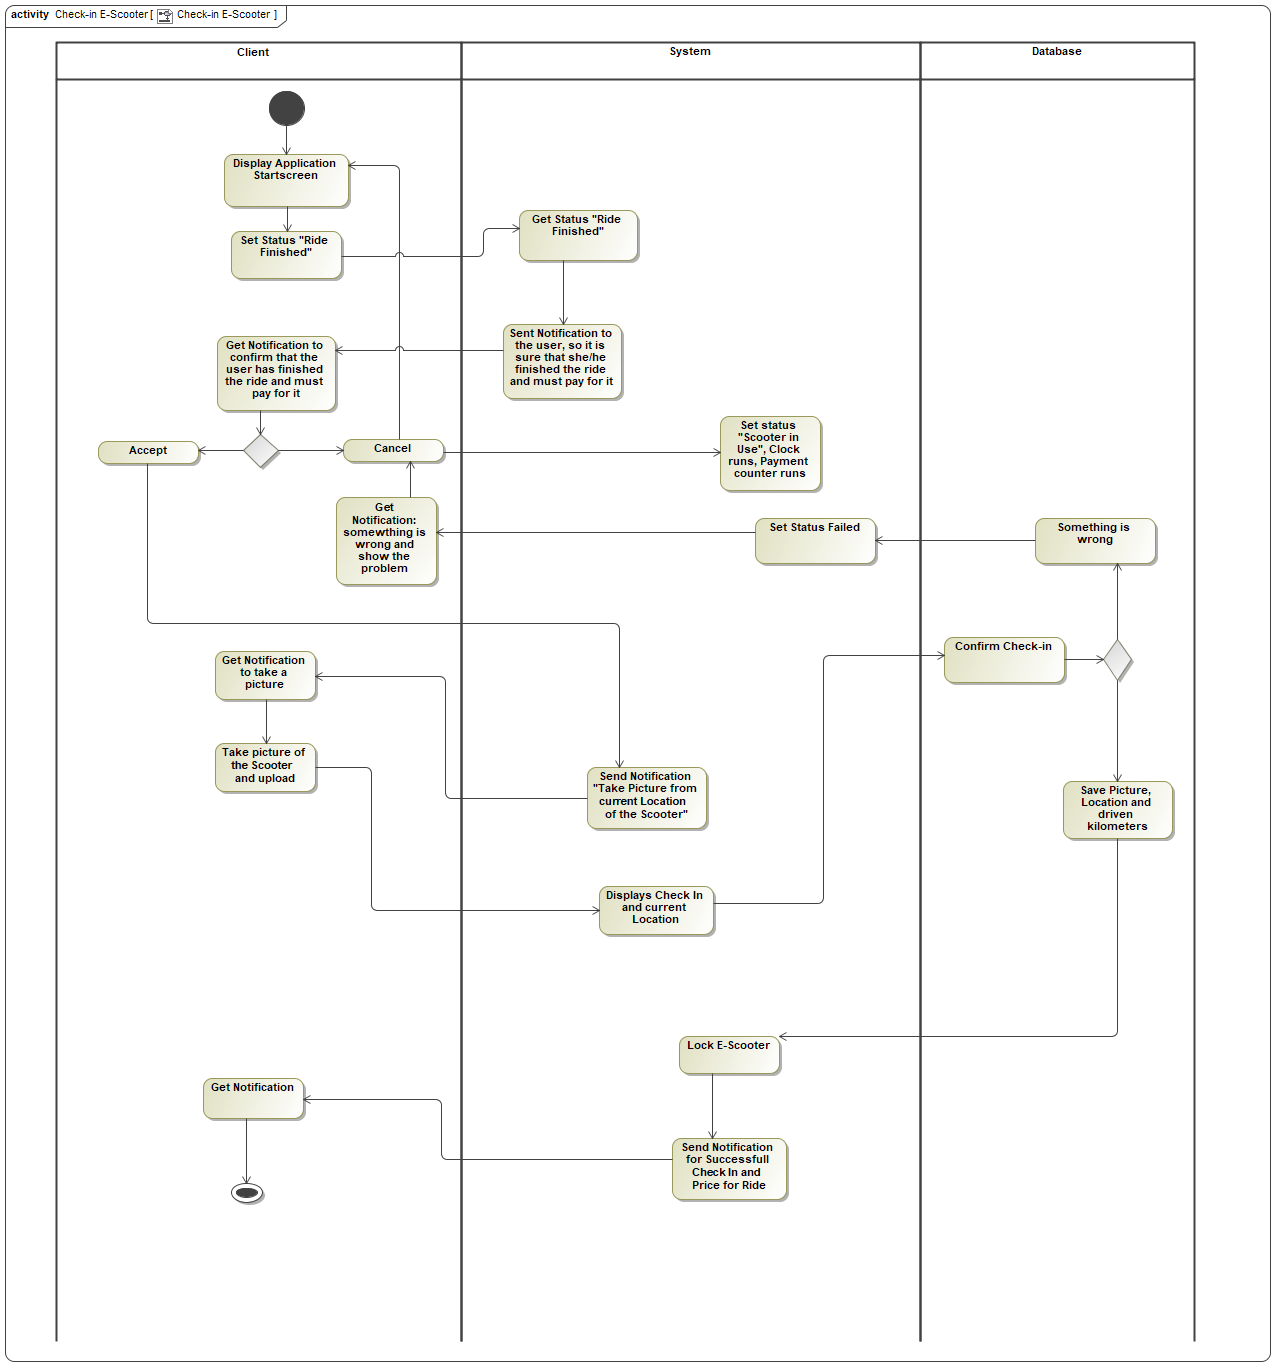 activity Check-in E-Scooter [ Check-in E-Scooter ]
Client
System
Database
Display Application
Startscreen
Set Status "Ride
Finished"
Get Status "Ride
Finished"
Sent Notification to
the user, so it is
sure that she/he
finished the ride
and must pay for it
Get Notification to
confirm that the
user has finished
the ride and must
pay for it
Accept
Cancel
Set status
"Scooter in
Use", Clock
runs, Payment
counter runs
Get
Notification:
somewthing is
wrong and
show the
problem
Set Status Failed
Something is
wrong
Confirm Check-in
Get Notification
to take a
picture
Take picture of
the Scooter
and upload
Send Notification
"Take Picture from
current Location
of the Scooter"
Save Picture,
Location and
driven
kilometers
Displays Check In
and current
Location
Lock E-Scooter
Get Notification
Send Notification
for Successfull
Check In and
Price for Ride